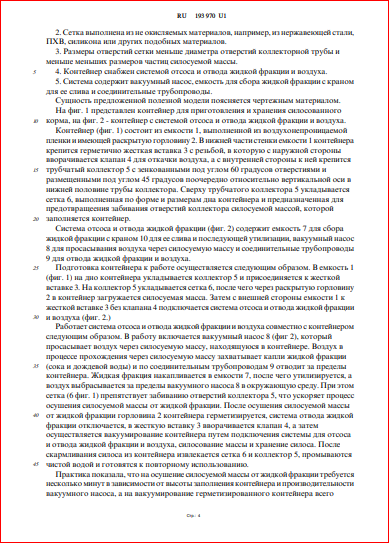 RU 193 970 U1
2. Сетка выполнена из не окисляемых материалов, например, из нержавеющей стали,
ПХВ, силикона или других подобных материалов.
3. Размеры отверстия сетки меньше диаметра отверстий коллекторной трубы и
меньше меньших размеров частиц силосуемой массы.
5 4. Контейнер снабжен системой отсоса и отвода жидкой фракции и воздуха.
5. Система содержит вакуумный насос, емкость для сбора жидкой фракции с краном
для ее слива и соединительные трубопроводы.
Сущность предложенной полезной модели поясняется чертежным материалом.
На фиг. 1 представлен контейнер для приготовления и хранения силосованного
10 корма, на фиг. 2 - контейнер с системой отсоса и отвода жидкой фракции и воздуха.
Контейнер (фиг. 1) состоит из емкости 1, выполненной из воздухонепроницаемой
пленки и имеющей раскрытую горловину 2. В нижней части стенки емкости 1 контейнера
крепится герметично жесткая вставка 3 с резьбой, в которую с наружной стороны
вворачивается клапан 4 для откачки воздуха, а с внутренней стороны к ней крепится
15 трубчатый коллектор 5 с зенкованными под углом 60 градусов отверстиями и
размещенными под углом 45 градусов поочередно относительно вертикальной оси в
нижней половине трубы коллектора. Сверху трубчатого коллектора 5 укладывается
сетка 6, выполненная по форме и размерам дна контейнера и предназначенная для
предотвращения забивания отверстий коллектора силосуемой массой, которой
20 заполняется контейнер.
Система отсоса и отвода жидкой фракции (фиг. 2) содержит емкость 7 для сбора
жидкой фракции с краном 10 для ее слива и последующей утилизации, вакуумный насос
8 для просасывания воздуха через силосуемую массу и соединительные трубопроводы
9 для отвода жидкой фракции и воздуха.
25 Подготовка контейнера к работе осуществляется следующим образом. В емкость 1
(фиг. 1) на дно контейнера укладывается коллектор 5 и присоединяется к жесткой
вставке 3. На коллектор 5 укладывается сетка 6, после чего через раскрытую горловину
2 в контейнер загружается силосуемая масса. Затем с внешней стороны емкости 1 к
жесткой вставке 3 без клапана 4 подключается система отсоса и отвода жидкой фракции
30 и воздуха (фиг. 2.)
Работает система отсоса и отвода жидкой фракции и воздуха совместно с контейнером
следующим образом. В работу включается вакуумный насос 8 (фиг 2), который
просасывает воздух через силосуемую массу, находящуюся в контейнере. Воздух в
процессе прохождения через силосуемую массу захватывает капли жидкой фракции
35 (сока и дождевой воды) и по соединительным трубопроводам 9 отводит за пределы
контейнера. Жидкая фракция накапливается в емкости 7, после чего утилизируется, а
воздух выбрасывается за пределы вакуумного насоса 8 в окружающую среду. При этом
сетка (6 фиг. 1) препятствует забиванию отверстий коллектора 5, что ускоряет процесс
осушения силосуемой массы от жидкой фракции. После осушения силосуемой массы
40 от жидкой фракции горловина 2 контейнера герметизируется, система отвода жидкой
фракции отключается, в жесткую вставку 3 вворачивается клапан 4, а затем
осуществляется вакуумирование контейнера путем подключения системы для отсоса
и отвода жидкой фракции и воздуха, силосование массы и хранение силоса. После
скармливания силоса из контейнера извлекается сетка 6 и коллектор 5, промываются
45 чистой водой и готовятся к повторному использованию.
Практика показала, что на осушение силосуемой массы от жидкой фракции требуется
несколько минут в зависимости от высоты заполнения контейнера и производительности
вакуумного насоса, а на вакуумирование герметизированного контейнера всего
Стр.: 4